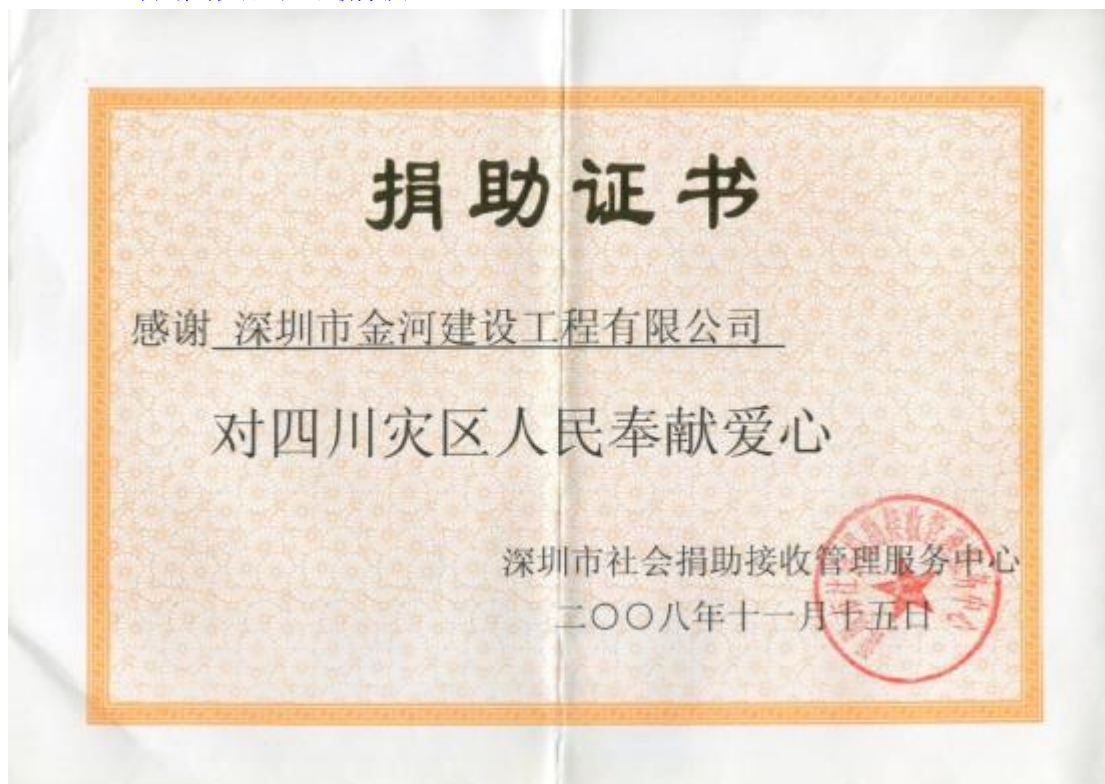 捐助证书
感谢 深圳市金河建设工程有限公司
对四川灾区人民奉献爱心
深圳市社会捐助接收管理服务中心
二〇〇八年十一月十五日